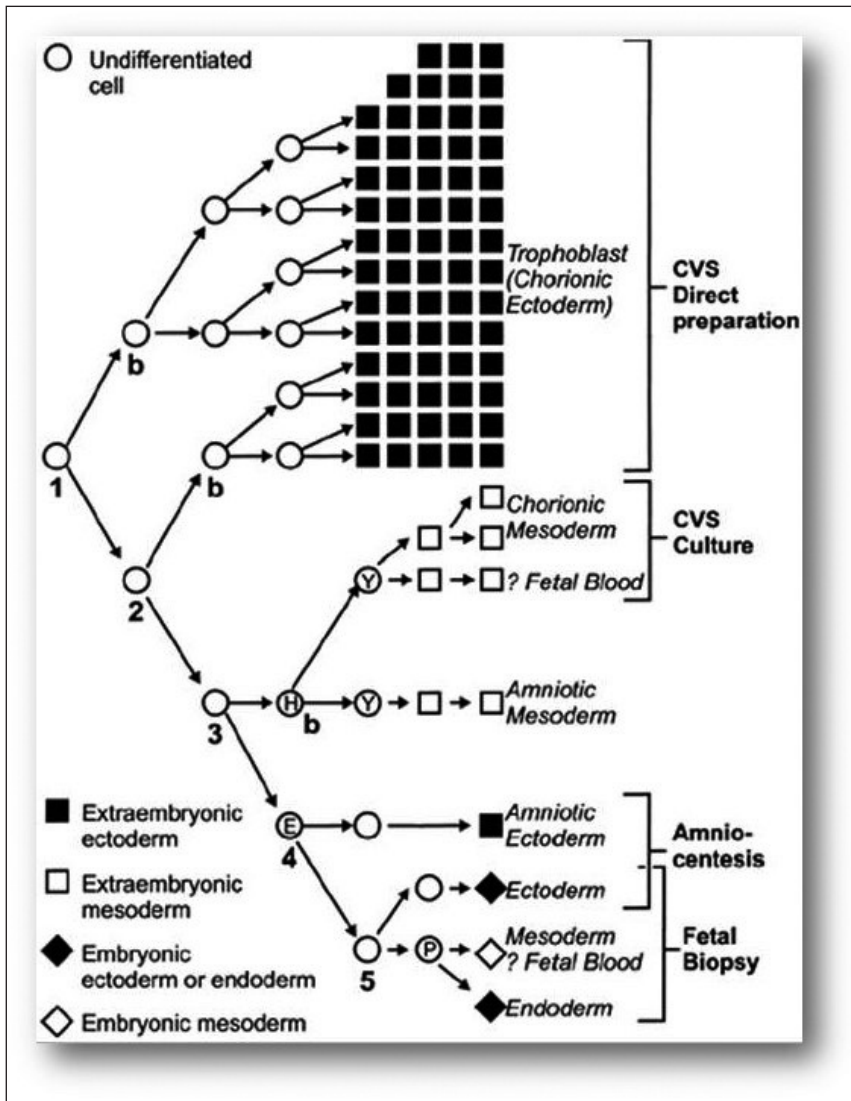 Undifferentiated
cell
Trophoblast
(Chorionic
Ectoderm)
CVS
Direct
preparation
b
1
b
2
Chorionic
Mesoderm
Y
? Fetal Blood
CVS
Culture
H
b
Y
3
Amniotic
Mesoderm
E
4
Amniotic
Ectoderm
Amnio-
centesis
Ectoderm
5
P
Mesoderm
? Fetal Blood
Endoderm
Fetal
Biopsy
Extraembryonic
ectoderm
Extraembryonic
mesoderm
Embryonic
ectoderm or endoderm
Embryonic mesoderm